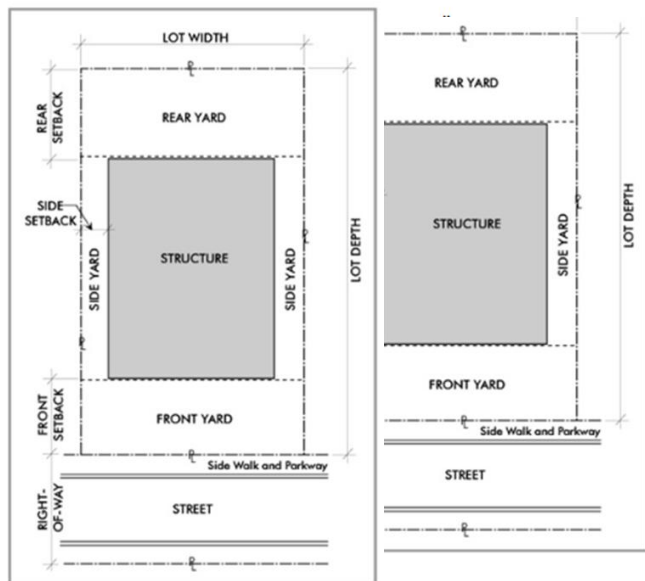 LOT WIDTH
℄
REAR
SETBACK
REAR YARD
SIDE
SETBACK
SIDE YARD
STRUCTURE
SIDE YARD
LOT DEPTH
FRONT
SETBACK
FRONT YARD
Side Walk and Parkway
RIGHT-
OF-WAY
STREET
REAR YARD
STRUCTURE
SIDE YARD
LOT DEPTH
FRONT YARD
Side Walk and Parkway
STREET